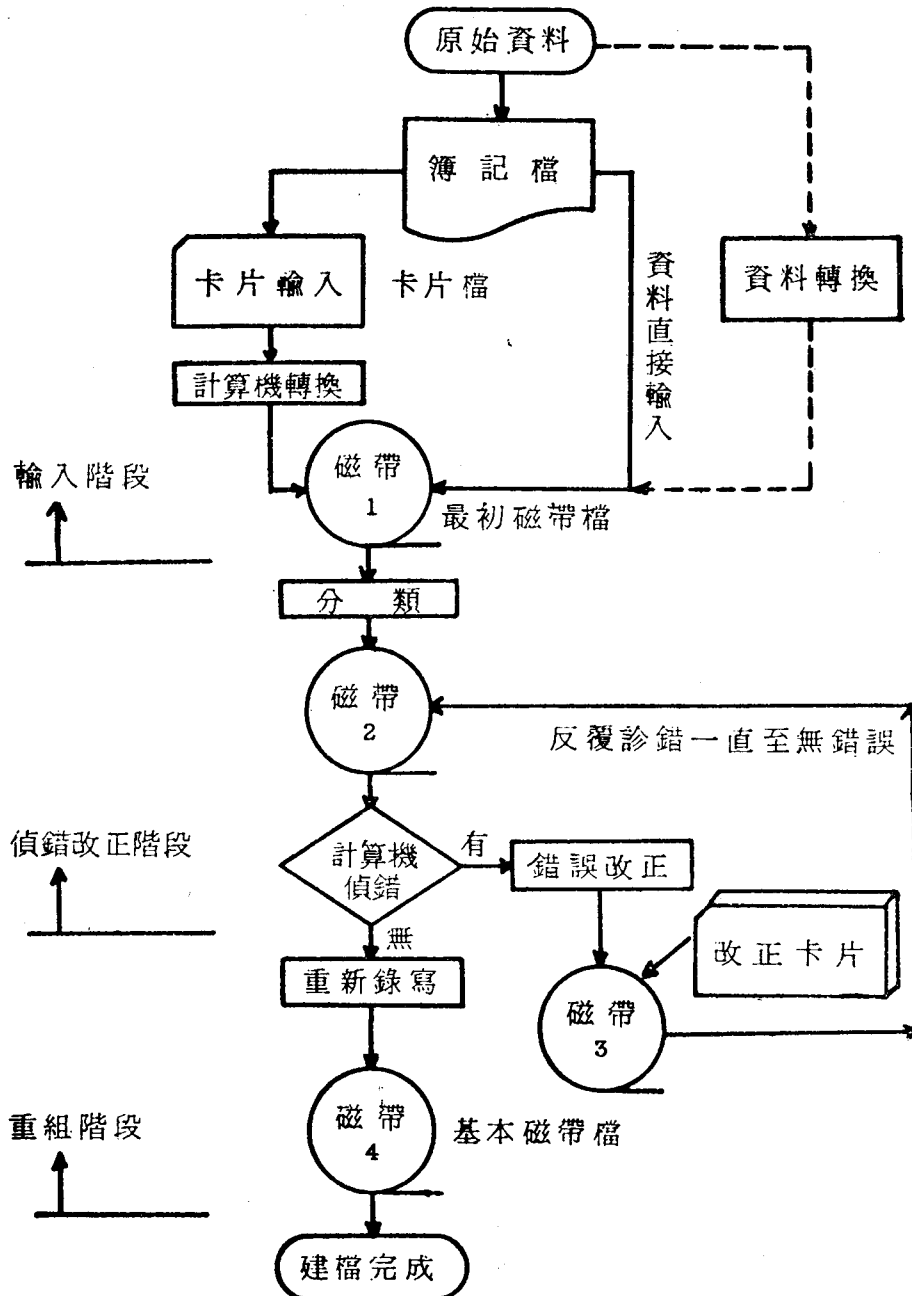 原始資料
簿記檔
卡片輸入
卡片檔
資料直接輸入
資料轉換
計算機轉換
輸入階段
磁帶
1
最初磁帶檔
分類
磁帶
2
反覆診錯一直至無錯誤
偵錯改正階段
計算機
偵錯
有
錯誤改正
無
改正卡片
重新錄寫
磁帶
3
重組階段
磁帶
4
基本磁帶檔
建檔完成